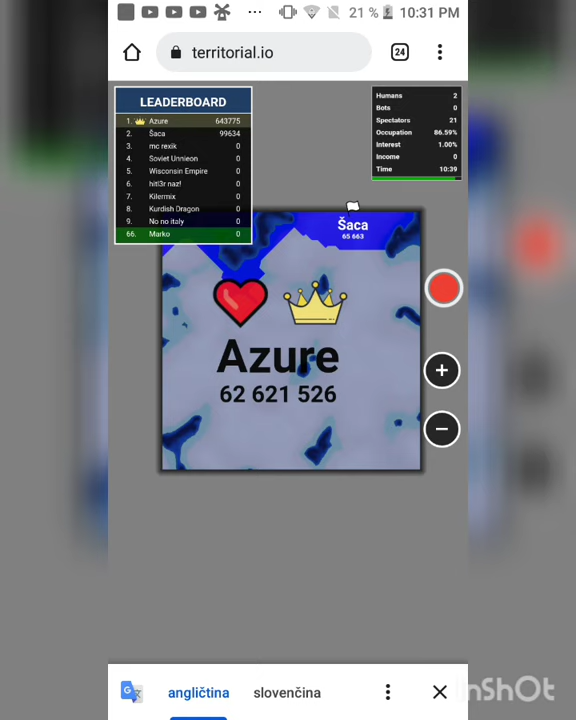 21 % 10:31 PM
territorial.io
24
LEADERBOARD
1. Azure 643775
2. Šaca 99634
3. mc rexik 0
4. Soviet Unnieon 0
5. Wisconsin Empire 0
6. hitl3r naz! 0
7. Kilermix 0
8. Kurdish Dragon 0
9. No no italy 0
66. Marko 0
Humans 2
Bots 0
Spectators 21
Occupation 86.59%
Interest 1.00%
Income 0
Time 10:39
Šaca
65 663
Azure
62 621 526
+
−
angličtina slovenčina
InShOt